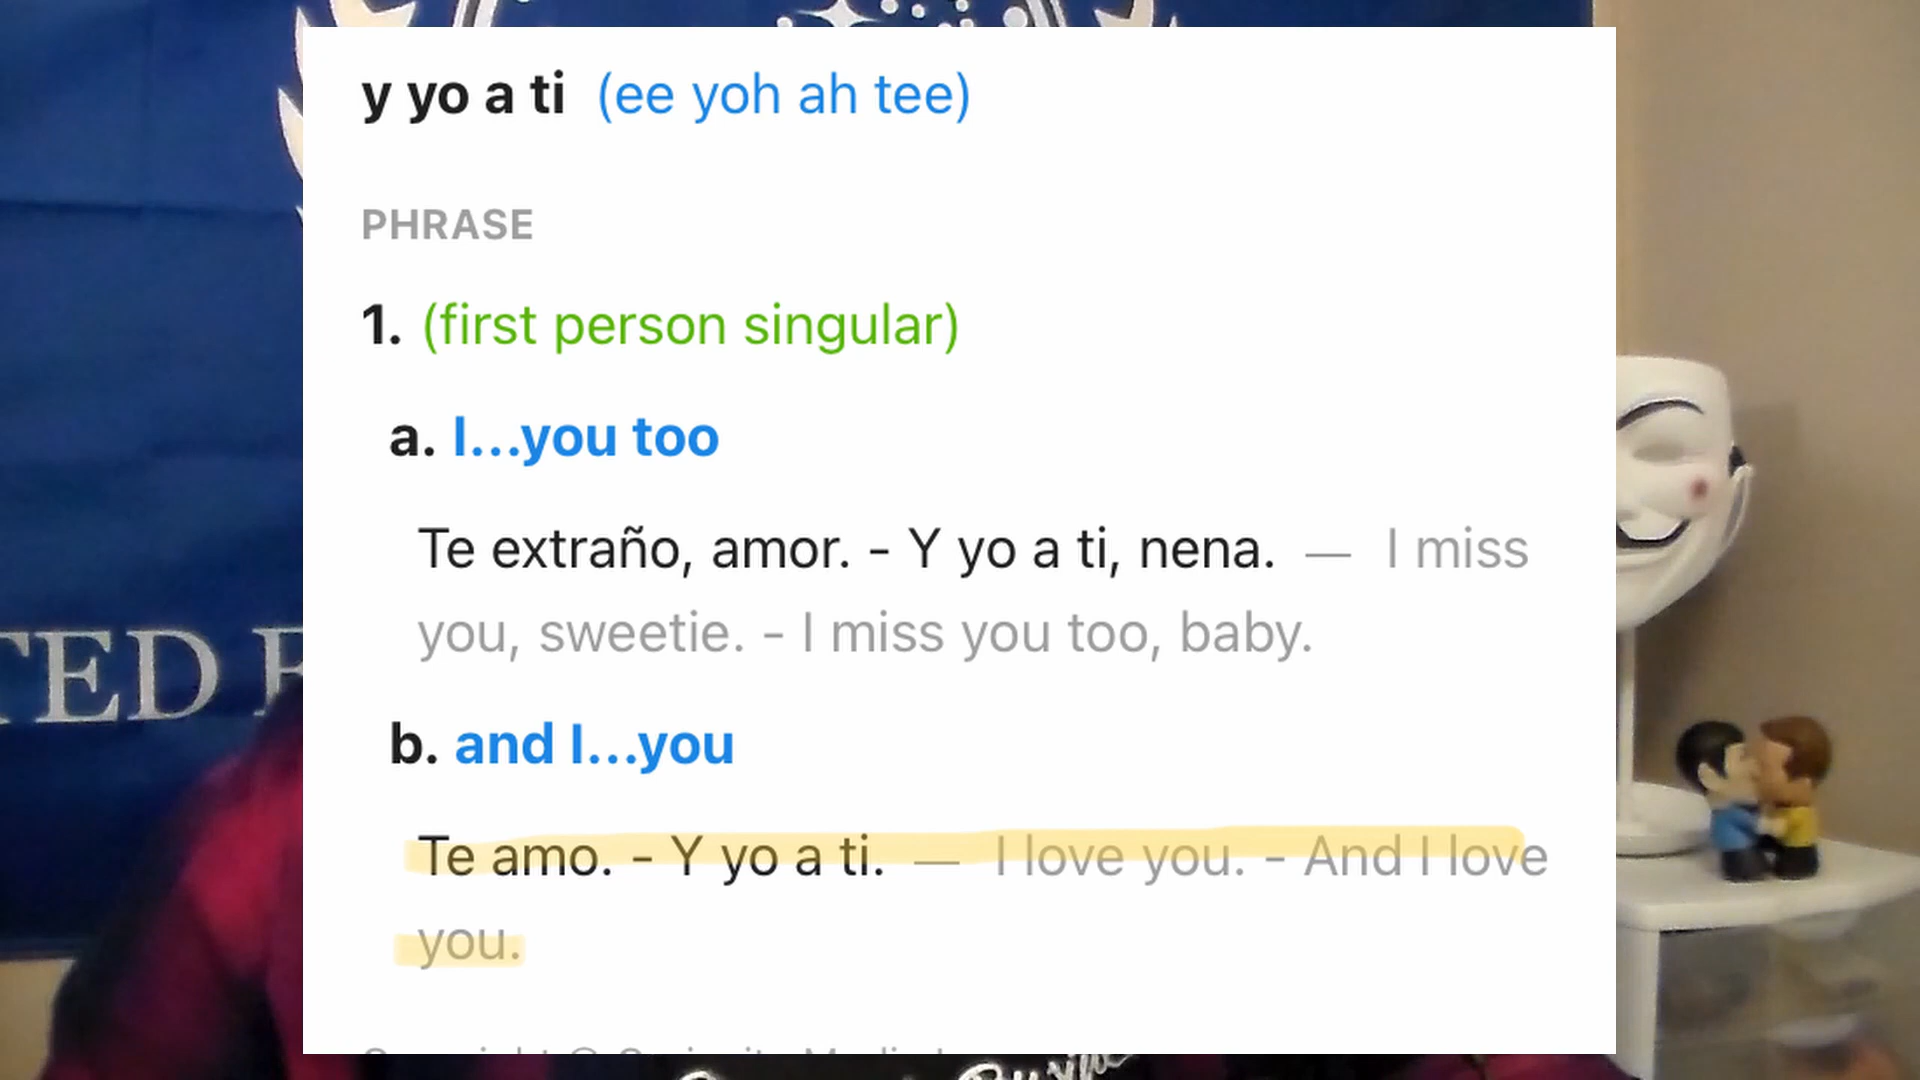 y yo a ti (ee yoh ah tee)
PHRASE
1. (first person singular)
a. I...you too
Te extraño, amor. - Y yo a ti, nena. — I miss
you, sweetie. - I miss you too, baby.
b. and I...you
Te amo. - Y yo a ti. — I love you. - And I love
you.
TED